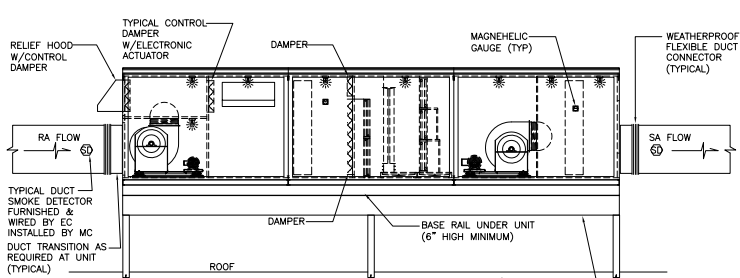 TYPICAL CONTROL
DAMPER
W/ELECTRONIC
ACTUATOR
RELIEF HOOD
W/CONTROL
DAMPER
DAMPER
MAGNEHELIC
GAUGE (TYP)
WEATHERPROOF
FLEXIBLE DUCT
CONNECTOR
(TYPICAL)
RA FLOW
SD
SA FLOW
SD
TYPICAL DUCT
SMOKE DETECTOR
FURNISHED &
WIRED BY EC
INSTALLED BY MC
DUCT TRANSITION AS
REQUIRED AT UNIT
(TYPICAL)
DAMPER
BASE RAIL UNDER UNIT
(6" HIGH MINIMUM)
ROOF